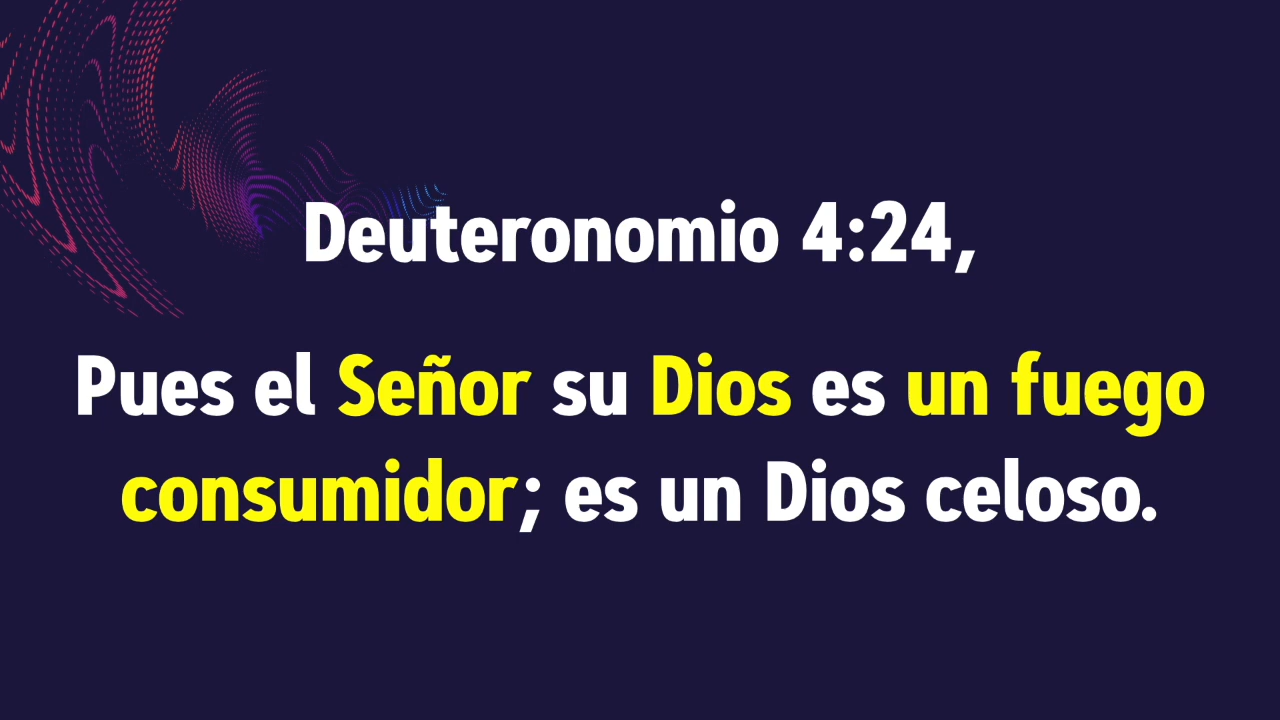 Deuteronomio 4:24,
Pues el Señor su Dios es un fuego
consumidor; es un Dios celoso.